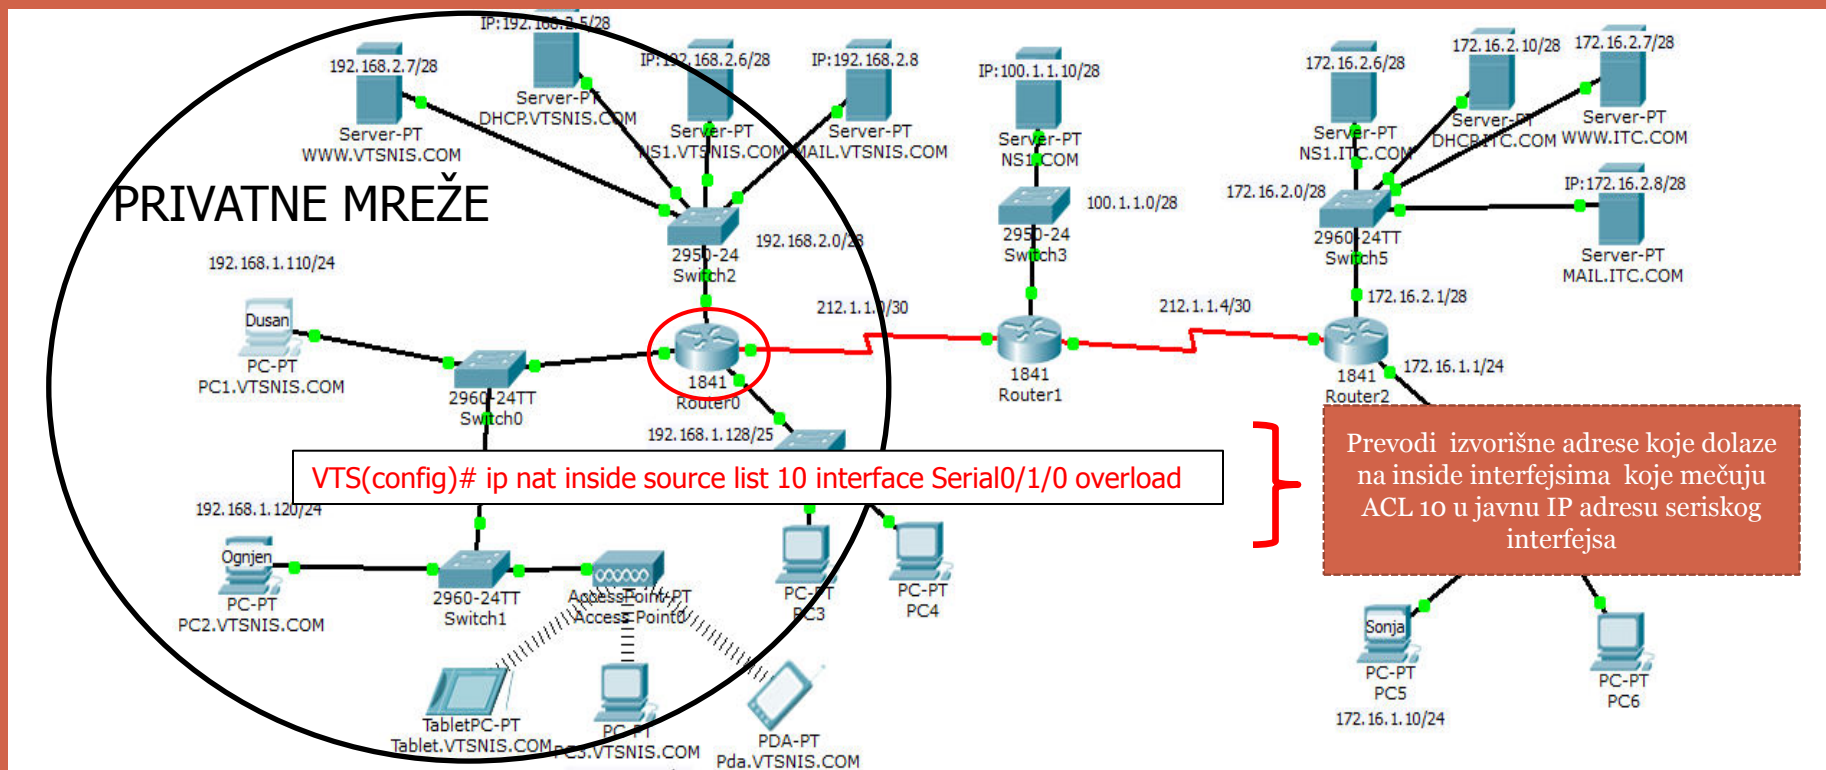 IP:192.168.2.5/28
192.168.2.7/28
IP:192.168.2.6/28
IP:192.168.2.8
IP:100.1.1.10/28
172.16.2.6/28
172.16.2.10/28
172.16.2.7/28
Server-PT
WWW.VTSNIS.COM
Server-PT
DHCP.VTSNIS.COM
Server-PT
NS1.VTSNIS.COM
Server-PT
MAIL.VTSNIS.COM
Server-PT
NS1.COM
Server-PT
NS1.ITC.COM
Server-PT
DHCP.ITC.COM
Server-PT
WWW.ITC.COM
PRIVATNE MREŽE
IP:172.16.2.8/28
172.16.2.0/28
100.1.1.0/28
192.168.2.0/28
2950-24
Switch2
2950-24
Switch3
2960-24TT
Switch5
Server-PT
MAIL.ITC.COM
192.168.1.110/24
212.1.1.0/30
212.1.1.4/30
172.16.2.1/28
Dusan
PC-PT
PC1.VTSNIS.COM
2960-24TT
Switch0
1841
Router0
1841
Router1
1841
Router2
172.16.1.1/24
192.168.1.128/25
VTS(config)# ip nat inside source list 10 interface Serial0/1/0 overload
Prevodi izvorišne adrese koje dolaze
na inside interfejsima koje mečuju
ACL 10 u javnu IP adresu seriskog
interfejsa
192.168.1.120/24
Ognjen
PC-PT
PC2.VTSNIS.COM
2960-24TT
Switch1
AccessPoint-PT
Access Point0
PC-PT
PC3
PC-PT
PC4
Sonja
PC-PT
PC5
172.16.1.10/24
PC-PT
PC6
TabletPC-PT
Tablet.VTSNIS.COM
PC-PT
PC3.VTSNIS.COM
PDA-PT
Pda.VTSNIS.COM